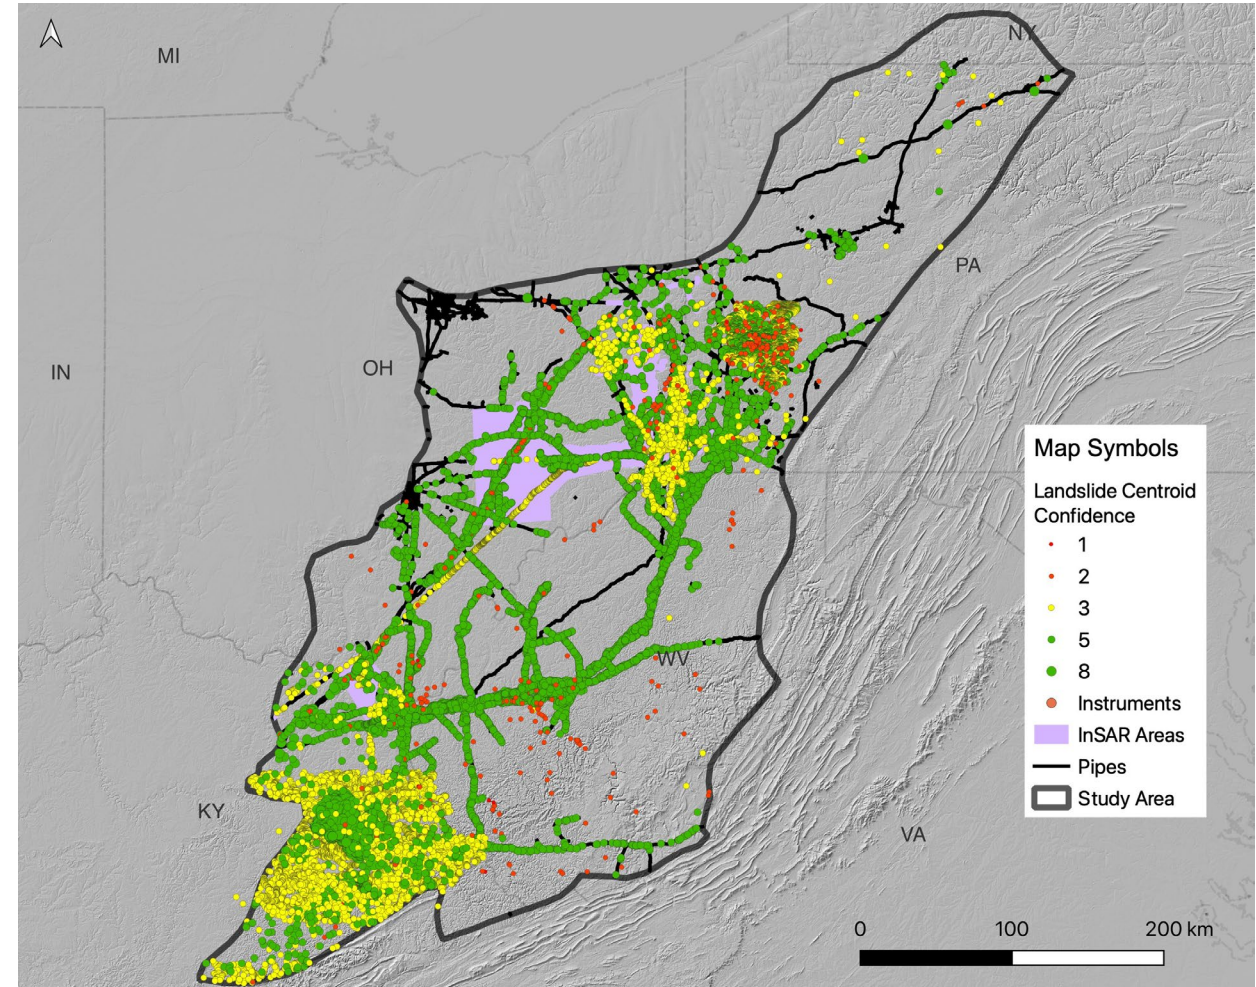 MI
NY
PA
OH
IN
WV
KY
VA
Map Symbols
Landslide Centroid
Confidence
1
2
3
5
8
Instruments
InSAR Areas
Pipes
Study Area
0 100 200 km